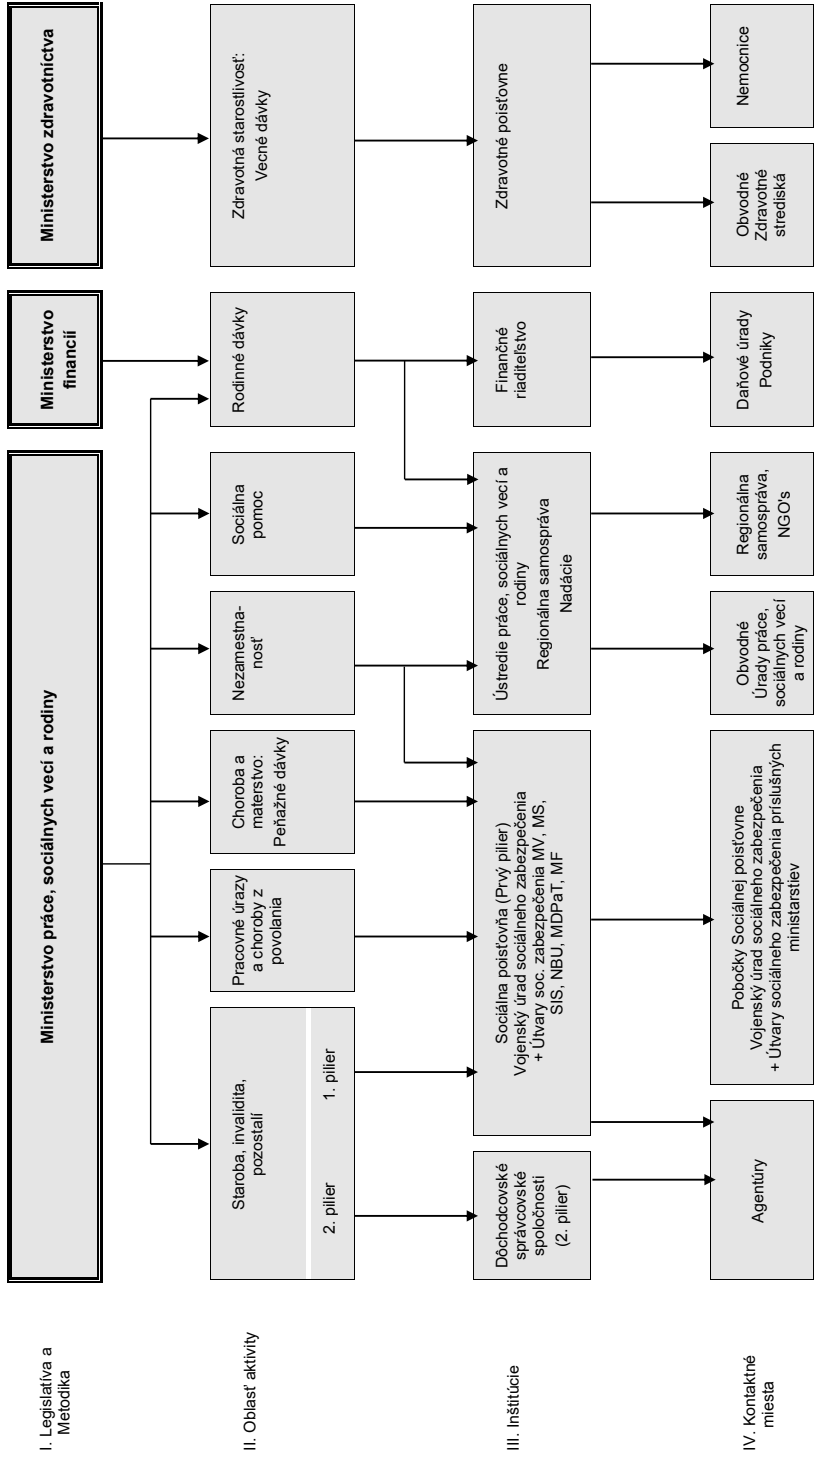 I. Legislatíva a
Metodika
Ministerstvo práce, sociálnych vecí a rodiny
Ministerstvo
financií
Ministerstvo zdravotníctva
II. Oblasť aktivity
Staroba, invalidita,
pozostalí
2. pilier
1. pilier
Pracovné úrazy
a choroby z
povolania
Choroba a
materstvo:
Peňažné dávky
Nezamestna-
nosť
Sociálna
pomoc
Rodinné dávky
Zdravotná starostlivosť:
Vecné dávky
III. Inštitúcie
Dôchodcovské
správcovské
spoločnosti
(2. pilier)
Sociálna poisťovňa (Prvý pilier)
Vojenský úrad sociálneho zabezpečenia
+ Útvary soc. zabezpečenia MV, MS,
SIS, NBU, MDPaT, MF
Ústredie práce, sociálnych vecí a
rodiny
Regionálna samospráva
Nadácie
Finančné
riaditeľstvo
Zdravotné poisťovne
IV. Kontaktné
miesta
Agentúry
Pobočky Sociálnej poisťovne
Vojenský úrad sociálneho zabezpečenia
+ Útvary sociálneho zabezpečenia príslušných
ministarstiev
Obvodné
Úrady práce,
sociálnych vecí
a rodiny
Regionálna
samospráva,
NGO's
Daňové úrady
Podniky
Obvodné
Zdravotné
strediská
Nemocnice